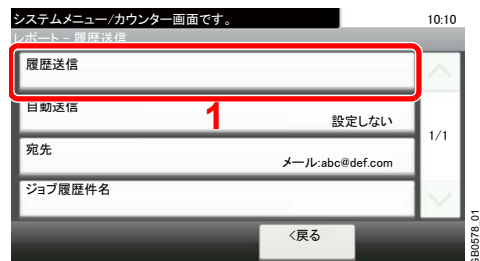 システムメニュー/カウンター画面です。 10:10
レポート - 履歴送信
履歴送信
1
自動送信
設定しない
1/1
宛先
メール:abc@def.com
ジョブ履歴件名
<戻る
GB0578_01